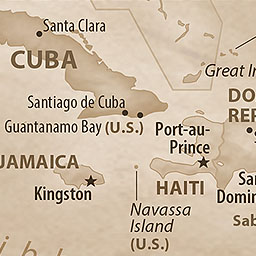 Santa Clara
CUBA
Great In
Santiago de Cuba
DO
Guantanamo Bay (U.S.)
REP
Port-au-
Prince
JAMAICA
Kingston
HAITI
Sa
Domin
Navassa
Island
(U.S.)
Sab